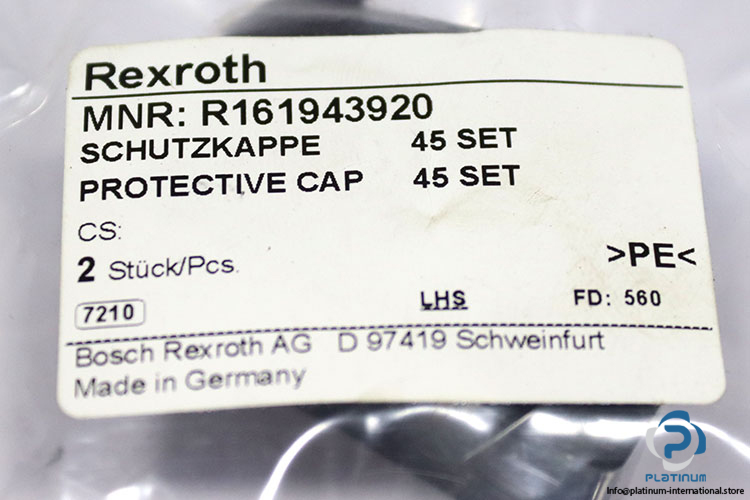 Rexroth
MNR: R161943920
SCHUTZKAPPE 45 SET
PROTECTIVE CAP 45 SET
CS:
2 Stück/Pcs.
>PE<
7210 LHS FD: 560
Bosch Rexroth AG D 97419 Schweinfurt
Made in Germany
PLATINUM
Info@platinum-international.store